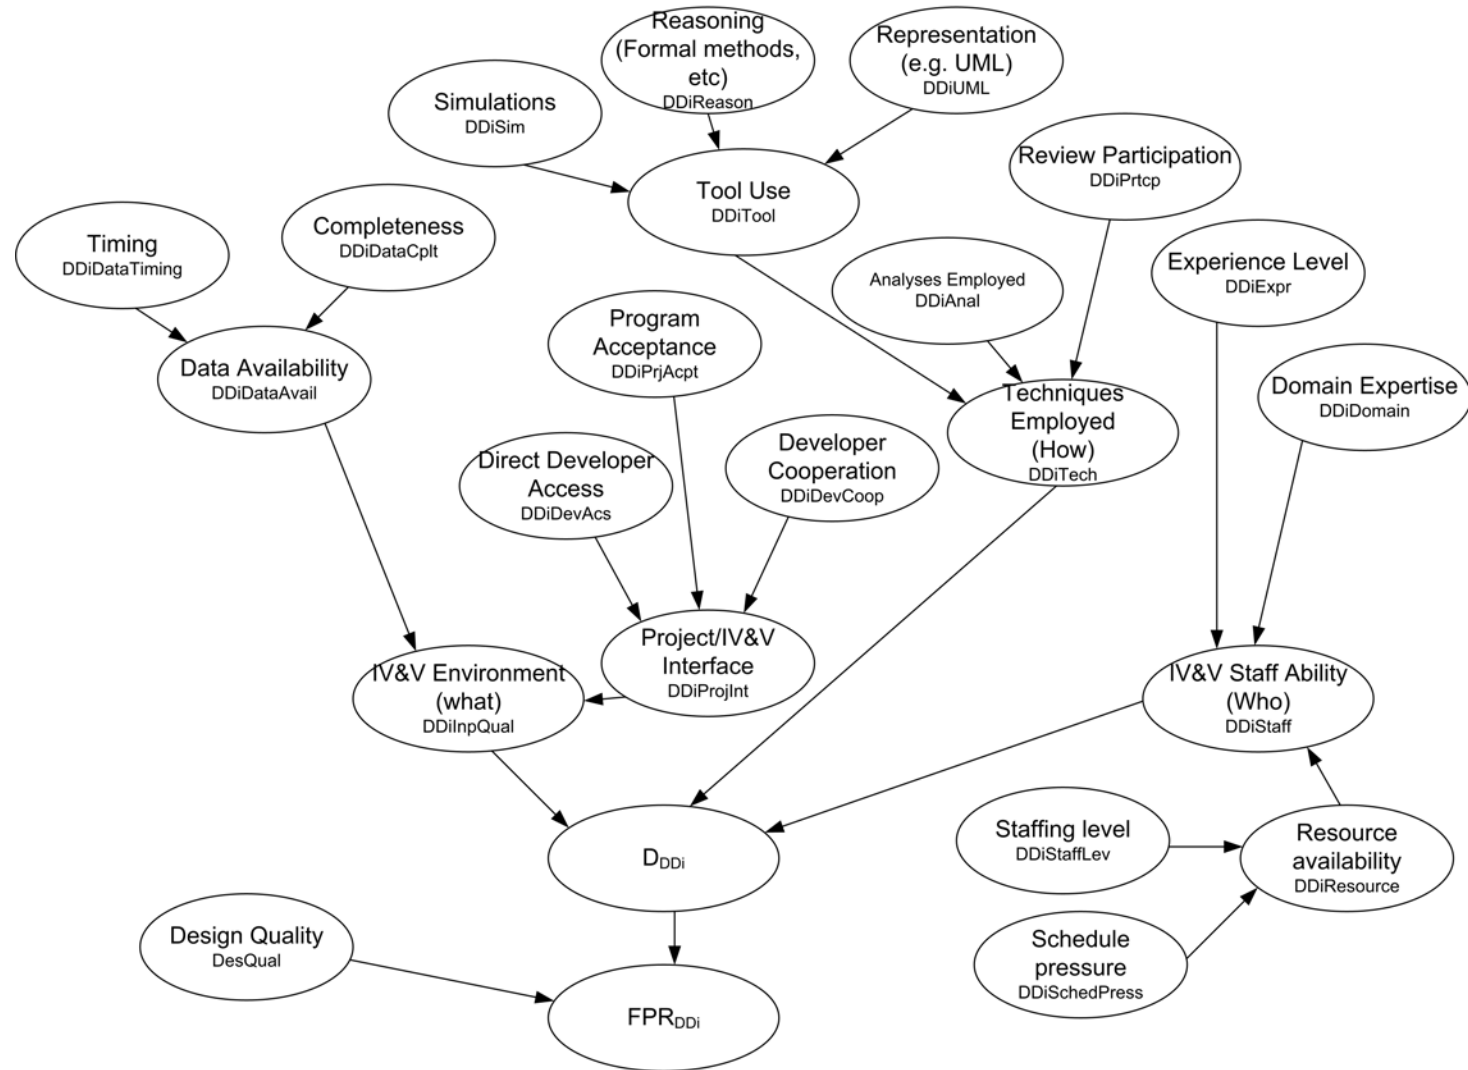 Reasoning
(Formal methods,
etc)
DDiReason
Representation
(e.g. UML)
DDiUML
Simulations
DDiSim
Review Participation
DDiPrtcp
Tool Use
DDiTool
Completeness
DDiDataCplt
Timing
DDiDataTiming
Analyses Employed
DDiAnal
Experience Level
DDiExpr
Program
Acceptance
DDiPrjAcpt
Data Availability
DDiDataAvail
Techniques
Employed
(How)
DDiTech
Domain Expertise
DDiDomain
Direct Developer
Access
DDiDevAcs
Developer
Cooperation
DDiDevCoop
Project/IV&V
Interface
DDiProjInt
IV&V Environment
(what)
DDiInpQual
IV&V Staff Ability
(Who)
DDiStaff
DDDi
Staffing level
DDiStaffLev
Resource
availability
DDiResource
Design Quality
DesQual
Schedule
pressure
DDiSchedPress
FPRDDi